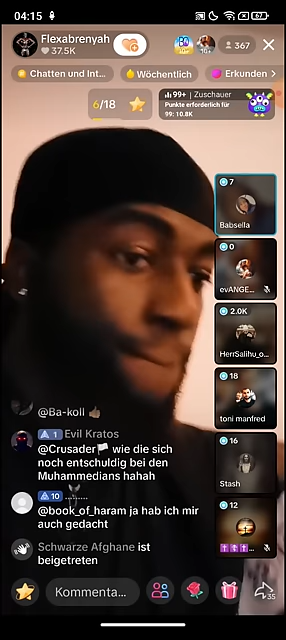 04:15
67
Flexabrenyah
37.5K
10+
367
Chatten und Int...
Wöchentlich
Erkunden
6/18
99+ | Zuschauer
Punkte erforderlich für
99: 10.8K
7
Babsella
0
evANGE...
2.0K
HerrSalihu_o...
18
toni manfred
16
Stash
12
@Ba-koll 👍🏽
1 Evil Kratos
@Crusader🏳️ wie die sich
noch entschuldig bei den
Muhammedians hahah
10
@book_of_haram ja hab ich mir
auch gedacht
Schwarze Afghane ist
beigetreten
Kommenta...
35